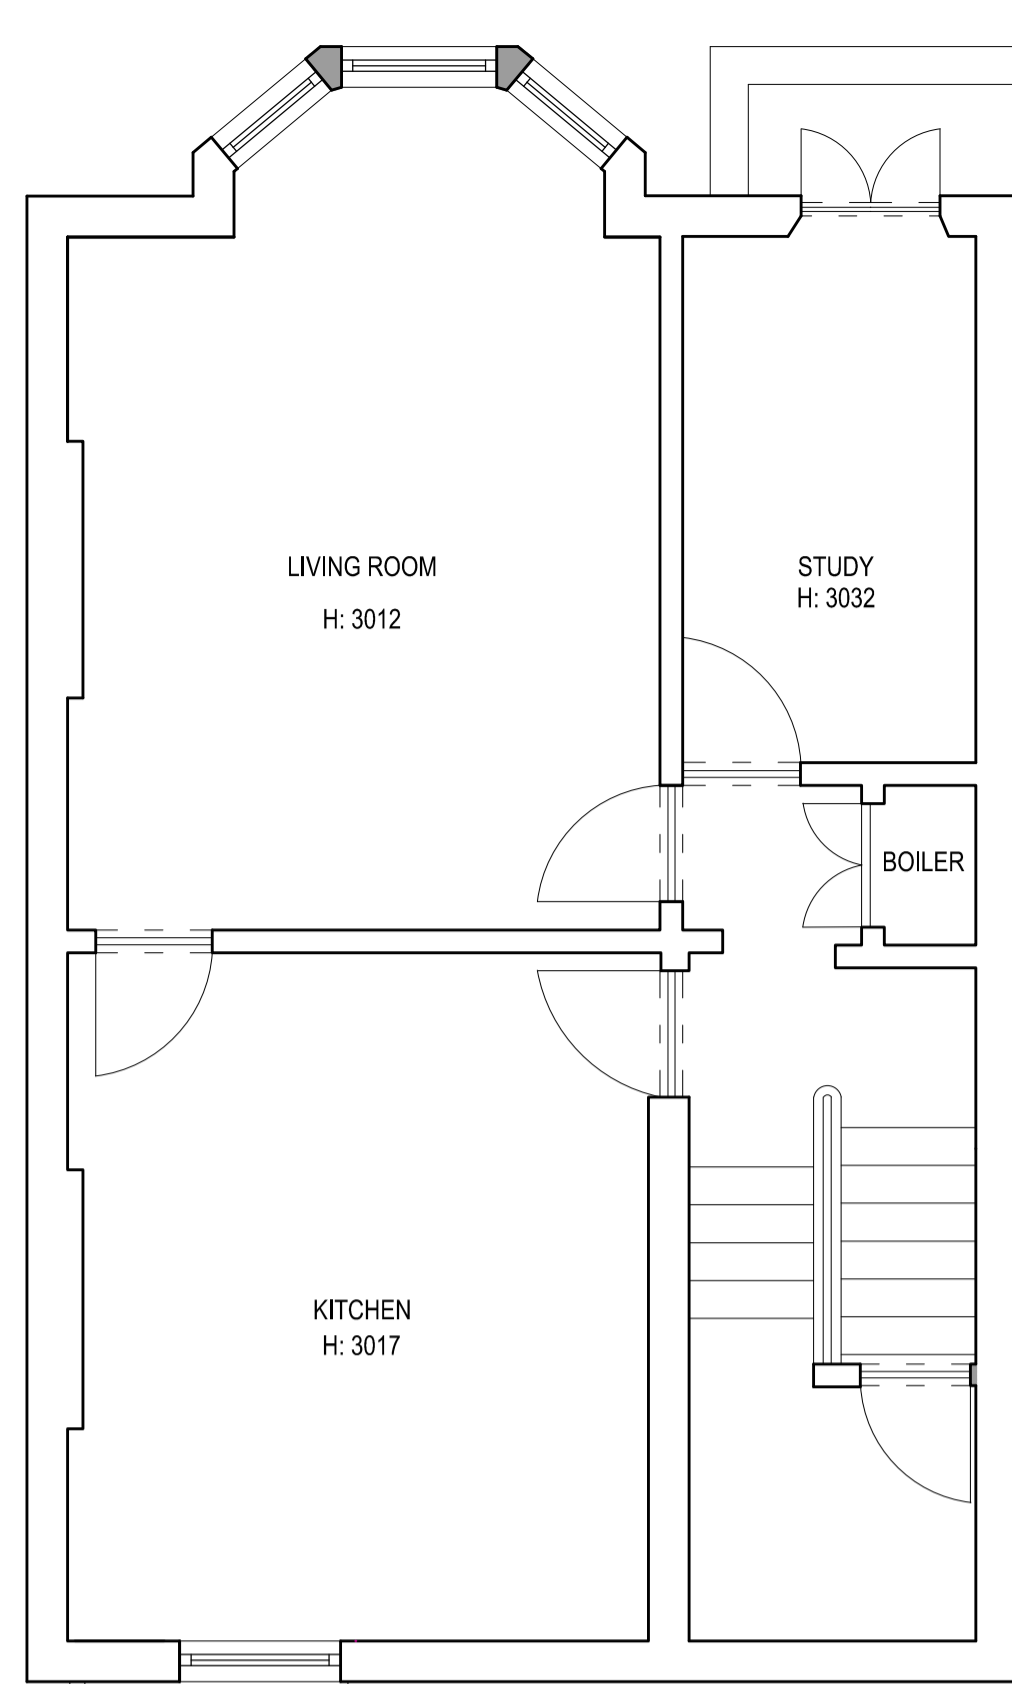 LIVING ROOM
H: 3012
STUDY
H: 3032
BOILER
KITCHEN
H: 3017